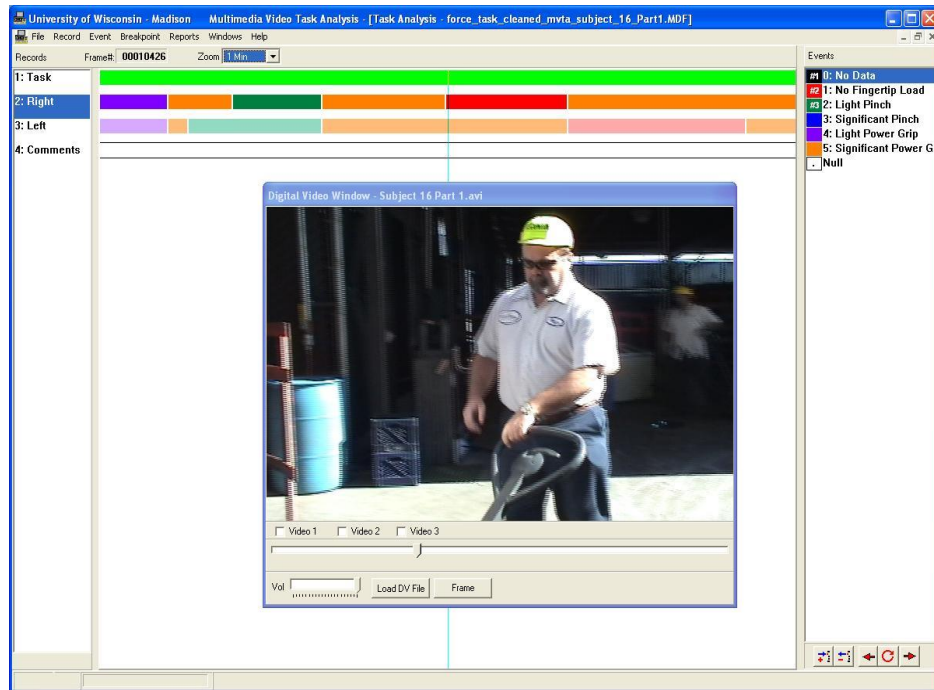 University of Wisconsin - Madison Multimedia Video Task Analysis - [Task Analysis - force_task_cleaned_mvta_subject_16_Part1.MDF]
File Record Event Breakpoint Reports Windows Help
Records Frame#: 00010426 Zoom 1 Min
Events
1: Task
2: Right
3: Left
4: Comments
#1 0: No Data
#2 1: No Fingertip Load
#3 2: Light Pinch
3: Significant Pinch
4: Light Power Grip
5: Significant Power G
. Null
Digital Video Window - Subject 16 Part 1.avi
Video 1 Video 2 Video 3
Vol Load DV File Frame